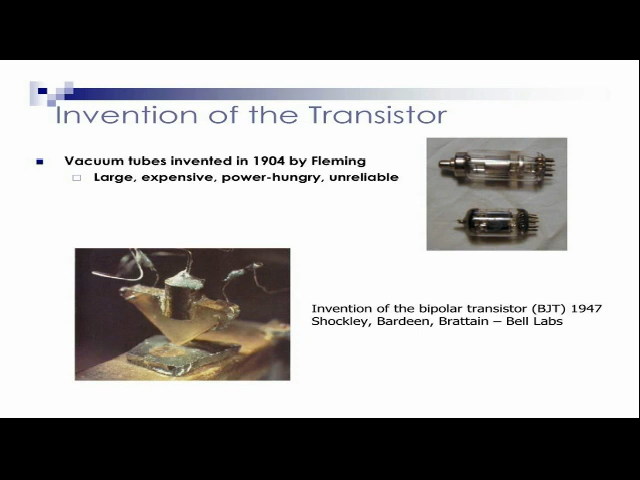 Invention of the Transistor
Vacuum tubes invented in 1904 by Fleming
Large, expensive, power-hungry, unreliable
Invention of the bipolar transistor (BJT) 1947
Shockley, Bardeen, Brattain – Bell Labs